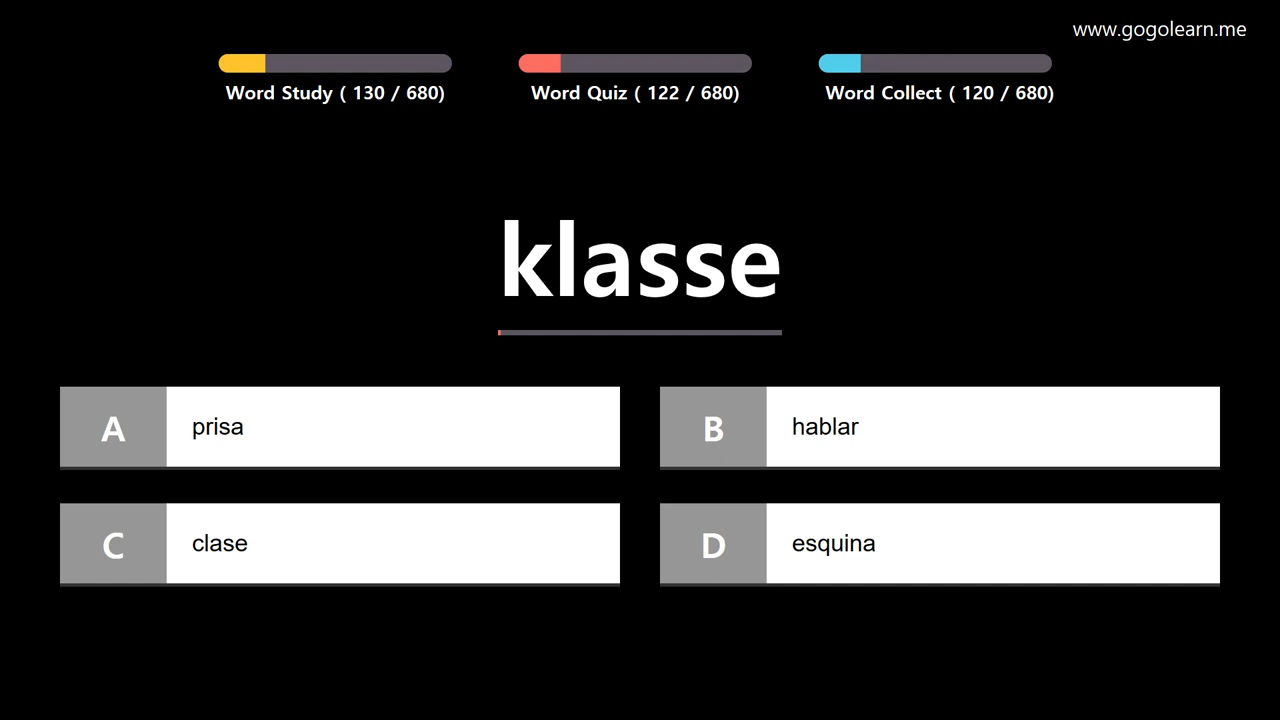 www.gogolearn.me
Word Study ( 130 / 680)
Word Quiz ( 122 / 680)
Word Collect ( 120 / 680)
klasse
A prisa
B hablar
C clase
D esquina